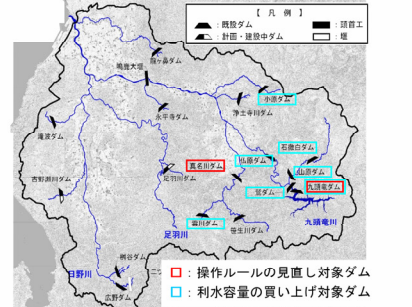 【 凡 例 】
：既設ダム
：頭首工
：計画・建設中ダム
：堰
龍ヶ鼻ダム
鳴鹿大堰
小原ダム
永平寺ダム
浄土寺川ダム
滝波ダム
石徹白ダム
仏原ダム
真名川ダム
山原ダム
足羽川ダム
吉野瀬川ダム
鷲ダム
九頭竜ダム
雲川ダム
笹生川ダム
九頭竜川
足羽川
桝谷ダム
日野川
二ツ
広野ダム
：操作ルールの見直し対象ダム
：利水容量の買い上げ対象ダム